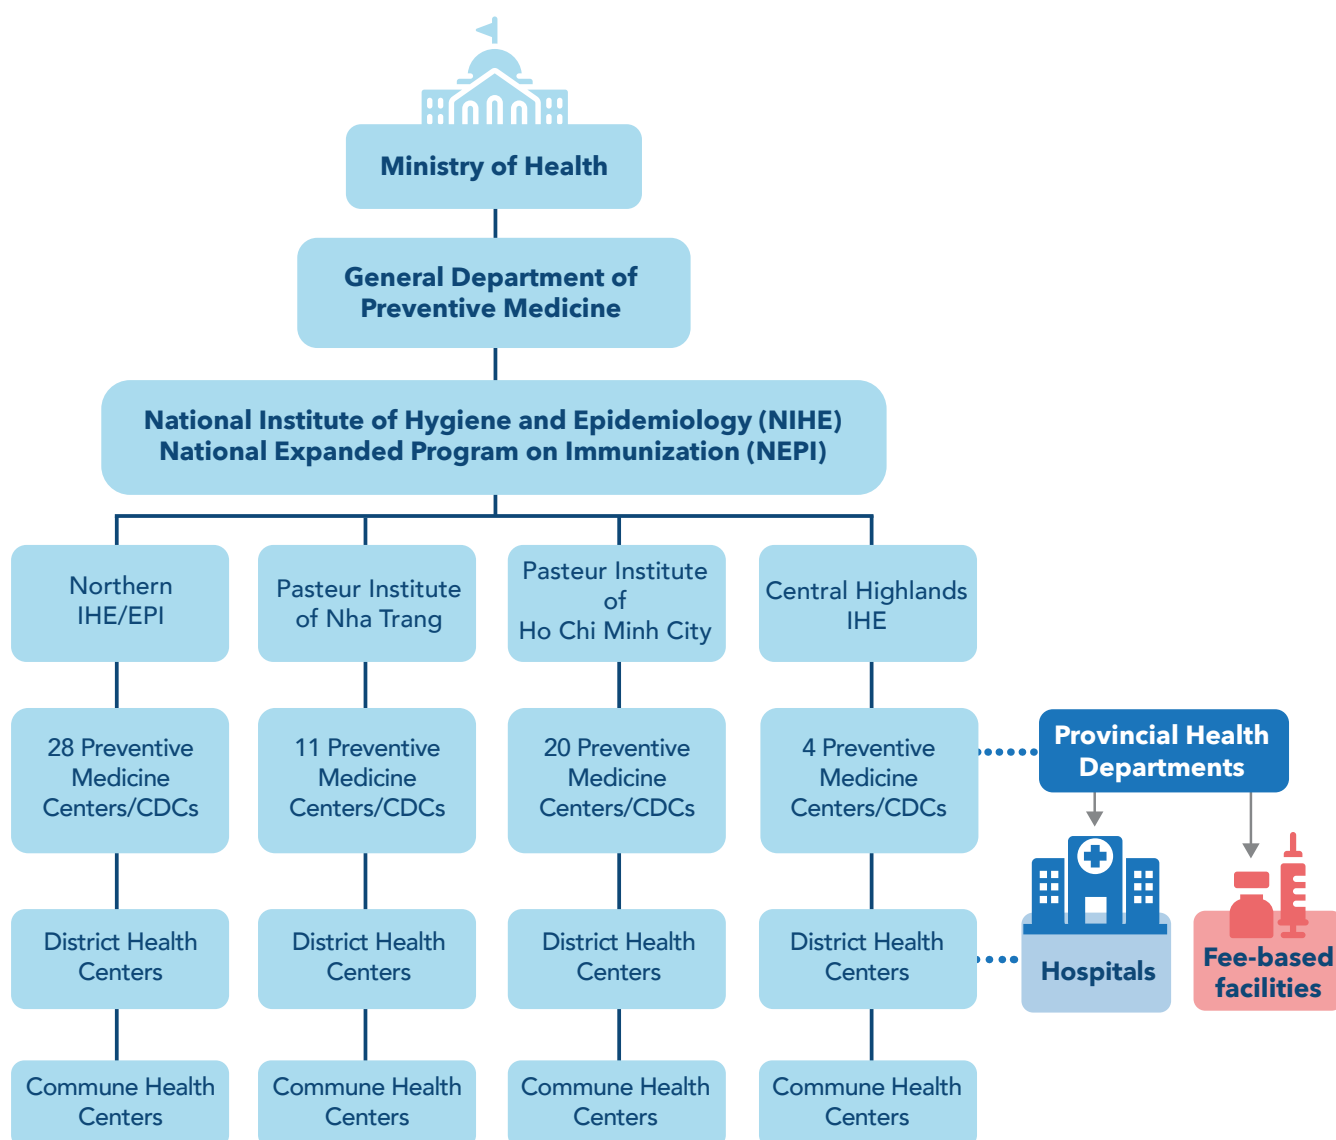 Ministry of Health
General Department of
Preventive Medicine
National Institute of Hygiene and Epidemiology (NIHE)
National Expanded Program on Immunization (NEPI)
Northern
IHE/EPI
Pasteur Institute
of Nha Trang
Pasteur Institute
of
Ho Chi Minh City
Central Highlands
IHE
28 Preventive
Medicine
Centers/CDCs
11 Preventive
Medicine
Centers/CDCs
20 Preventive
Medicine
Centers/CDCs
4 Preventive
Medicine
Centers/CDCs
Provincial Health
Departments
District Health
Centers
District Health
Centers
District Health
Centers
District Health
Centers
Hospitals
Fee-based
facilities
Commune Health
Centers
Commune Health
Centers
Commune Health
Centers
Commune Health
Centers